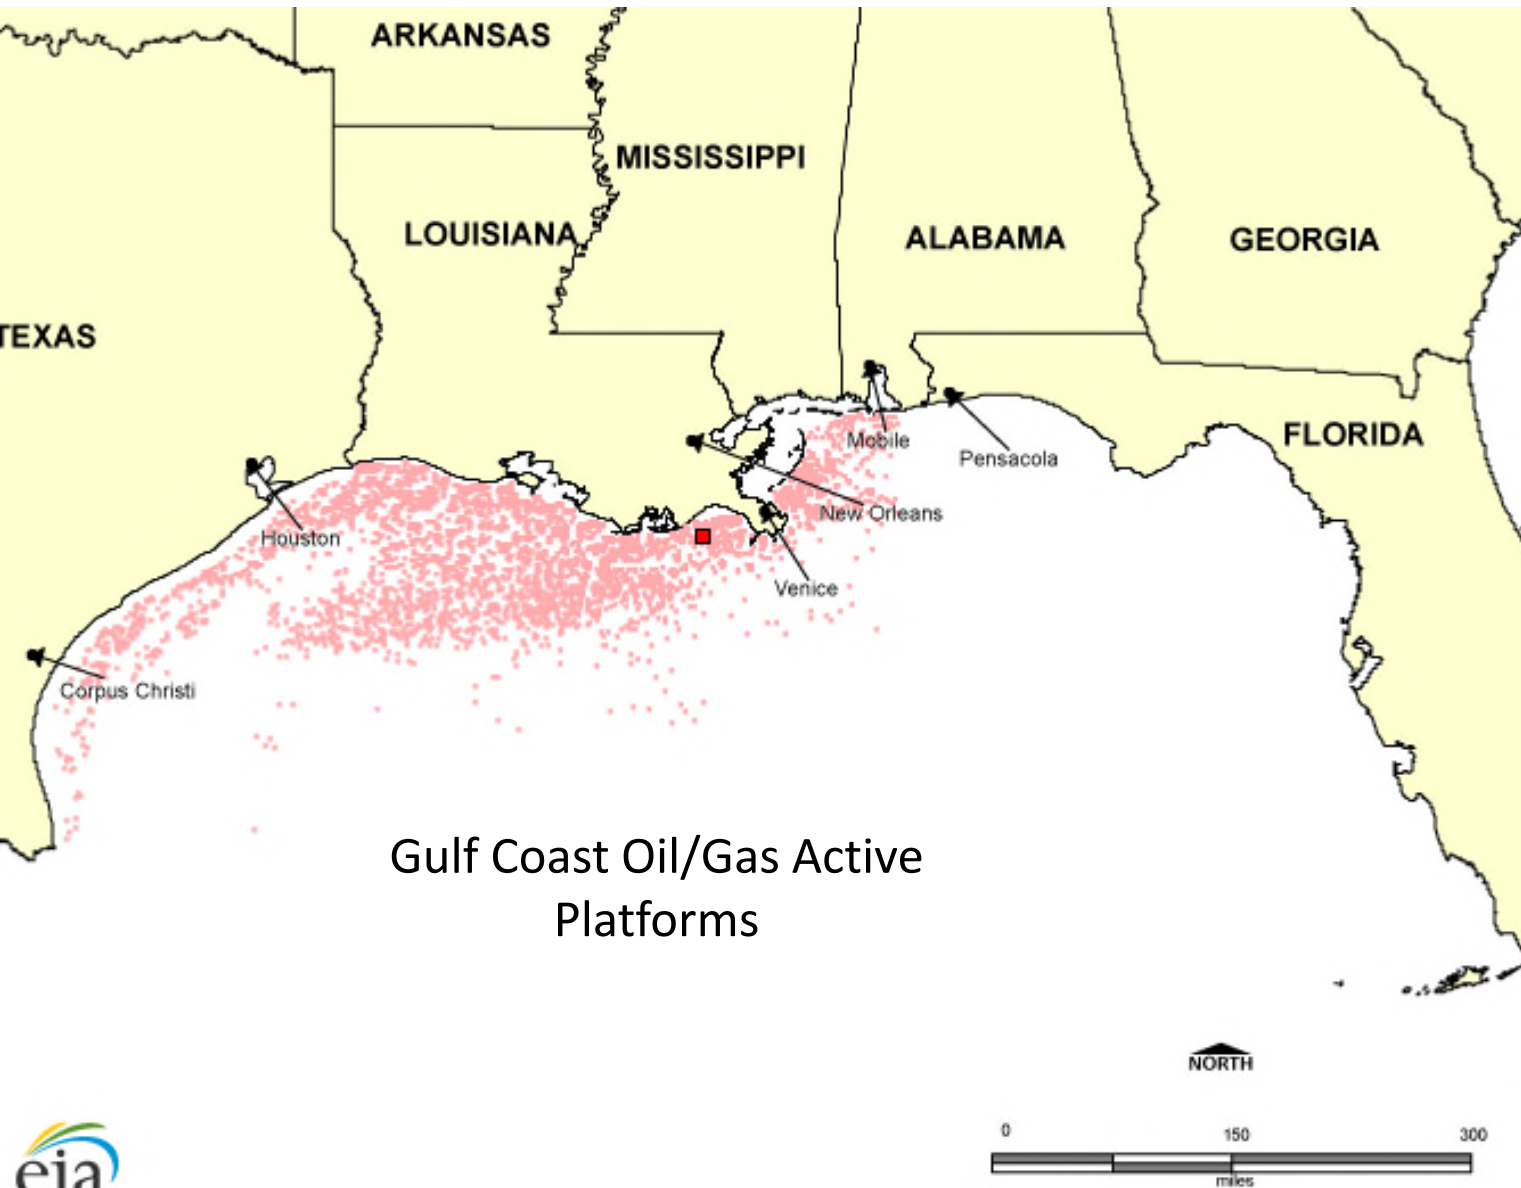 ARKANSAS
MISSISSIPPI
LOUISIANA
ALABAMA
GEORGIA
TEXAS
FLORIDA
Mobile
Pensacola
New Orleans
Houston
Venice
Corpus Christi
Gulf Coast Oil/Gas Active
Platforms
NORTH
0 150 300
miles
eia